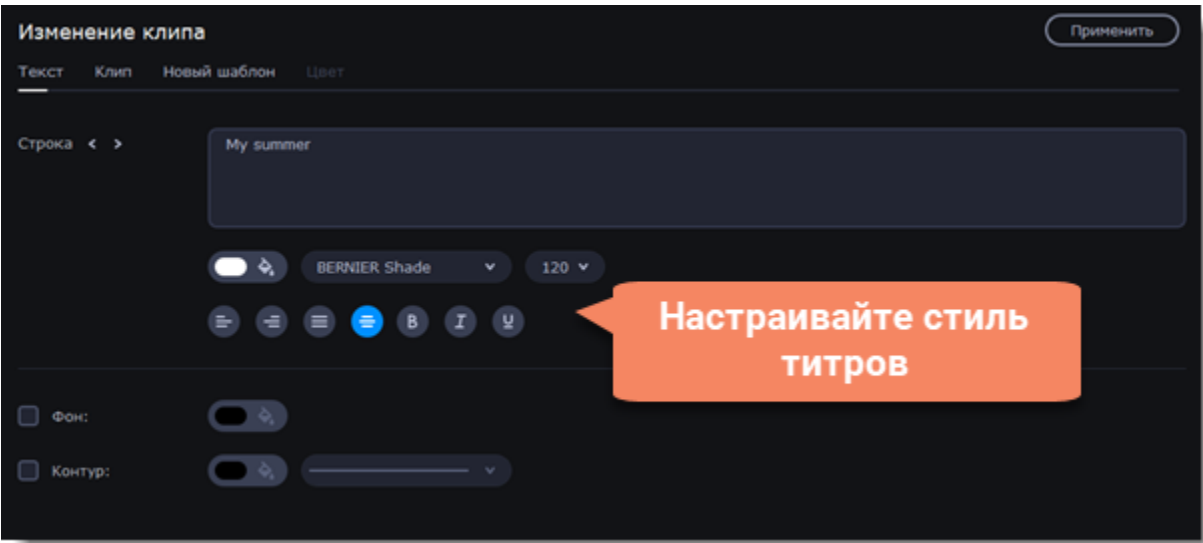 Изменение клипа
Применить
Текст Клип Новый шаблон Цвет
Строка < >
My summer
BERNIER Shade 120
B I U
Настраивайте стиль
титров
Фон:
Контур: